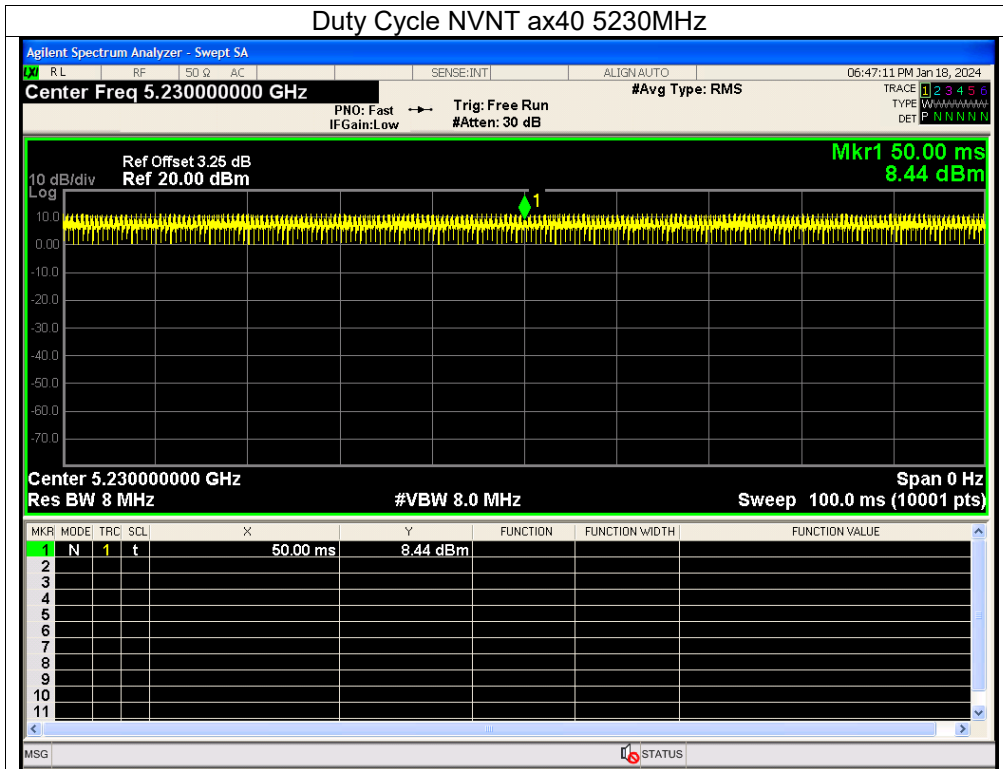 Duty Cycle NVNT ax40 5230MHz
Agilent Spectrum Analyzer - Swept SA
LXI RL RF 50 Ω AC SENSE:INT ALIGN AUTO 06:47:11 PM Jan 18, 2024
Center Freq 5.230000000 GHz #Avg Type: RMS TRACE 1 2 3 4 5 6
PNO: Fast Trig: Free Run TYPE W
IFGain:Low #Atten: 30 dB DET P N N N N N
Mkr1 50.00 ms
8.44 dBm
Ref Offset 3.25 dB
10 dB/div Ref 20.00 dBm
Log
1
10.0
0.00
-10.0
-20.0
-30.0
-40.0
-50.0
-60.0
-70.0
Center 5.230000000 GHz Span 0 Hz
Res BW 8 MHz #VBW 8.0 MHz Sweep 100.0 ms (10001 pts)
MKR MODE TRC SCL X Y FUNCTION FUNCTION WIDTH FUNCTION VALUE
1 N 1 t 50.00 ms 8.44 dBm
2
3
4
5
6
7
8
9
10
11
MSG STATUS